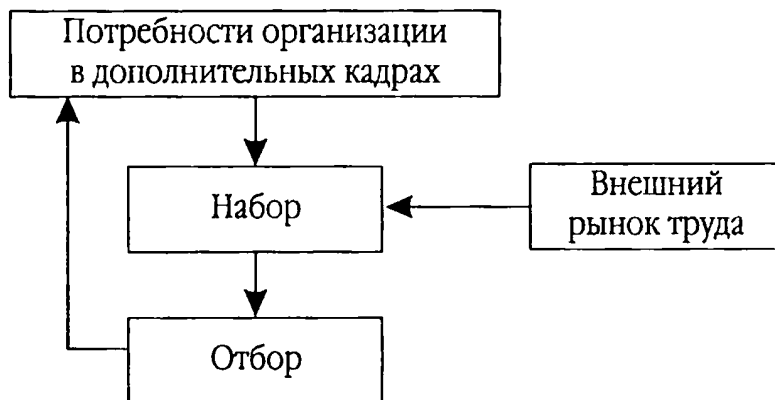 Потребности организации
в дополнительных кадрах
Набор
Внешний
рынок труда
Отбор